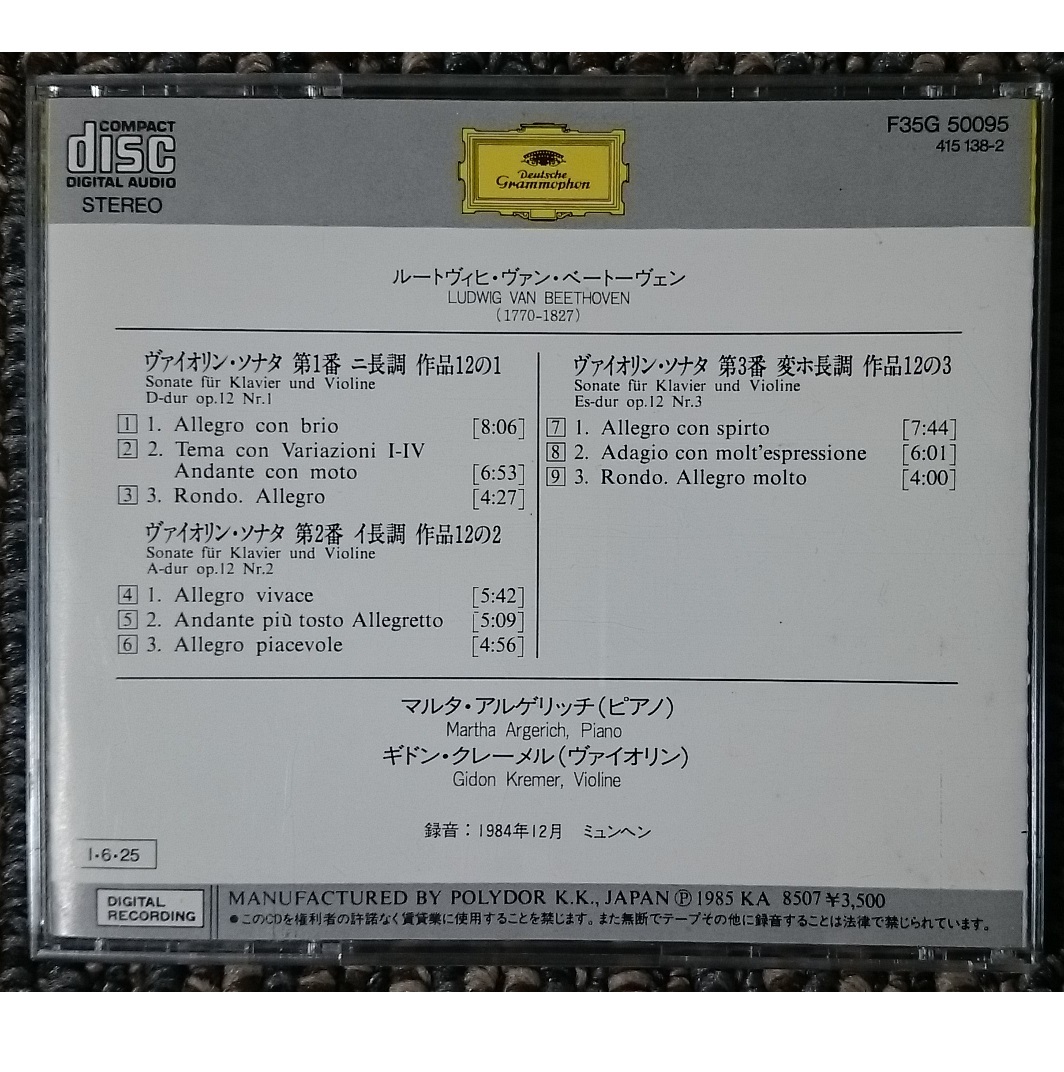 COMPACT
disc
DIGITAL AUDIO
STEREO
Deutsche
Grammophon
F35G 50095
415 138-2
ルートヴィヒ・ヴァン・ベートーヴェン
LUDWIG VAN BEETHOVEN
(1770-1827)
ヴァイオリン・ソナタ 第1番 ニ長調 作品12の1
Sonate für Klavier und Violine
D-dur op.12 Nr.1
1 1. Allegro con brio [8:06]
2 2. Tema con Variazioni I-IV
Andante con moto [6:53]
3 3. Rondo. Allegro [4:27]
ヴァイオリン・ソナタ 第2番 イ長調 作品12の2
Sonate für Klavier und Violine
A-dur op.12 Nr.2
4 1. Allegro vivace [5:42]
5 2. Andante più tosto Allegretto [5:09]
6 3. Allegro piacevole [4:56]
ヴァイオリン・ソナタ 第3番 変ホ長調 作品12の3
Sonate für Klavier und Violine
Es-dur op.12 Nr.3
7 1. Allegro con spirto [7:44]
8 2. Adagio con molt'espressione [6:01]
9 3. Rondo. Allegro molto [4:00]
マルタ・アルゲリッチ(ピアノ)
Martha Argerich, Piano
ギドン・クレーメル(ヴァイオリン)
Gidon Kremer, Violine
録音：1984年12月 ミュンヘン
I・6・25
DIGITAL
RECORDING
MANUFACTURED BY POLYDOR K.K., JAPAN Ⓟ 1985 KA 8507 ¥3,500
●このCDを権利者の許諾なく賃貸業に使用することを禁じます。また無断でテープその他に録音することは法律で禁じられています。